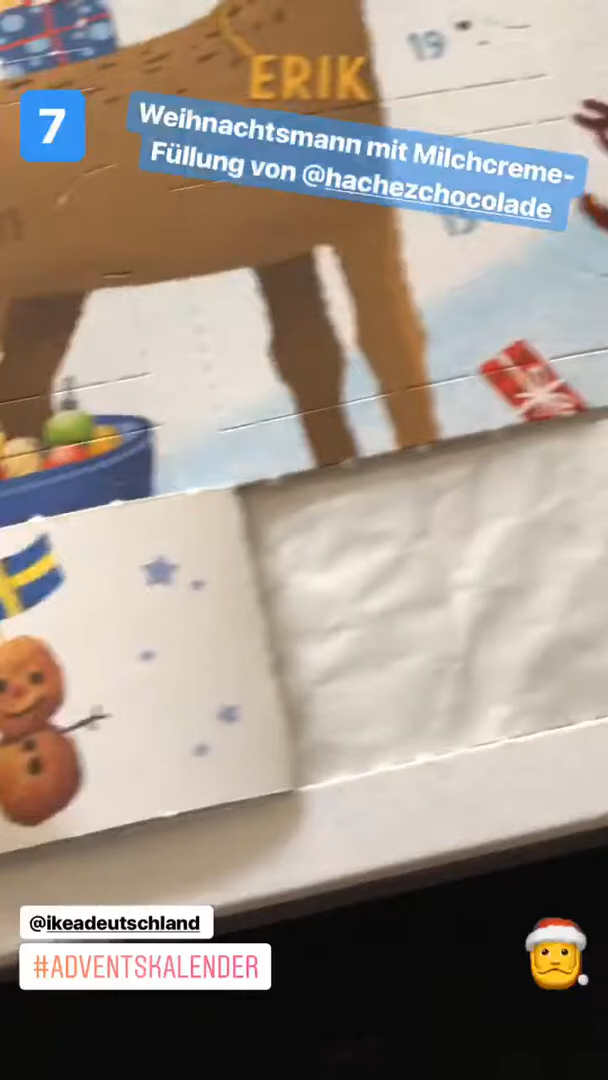 19
ERIK
7
Weihnachtsmann mit Milchcreme-
Füllung von @hachezchocolade
@ikeadeutschland
#ADVENTSKALENDER